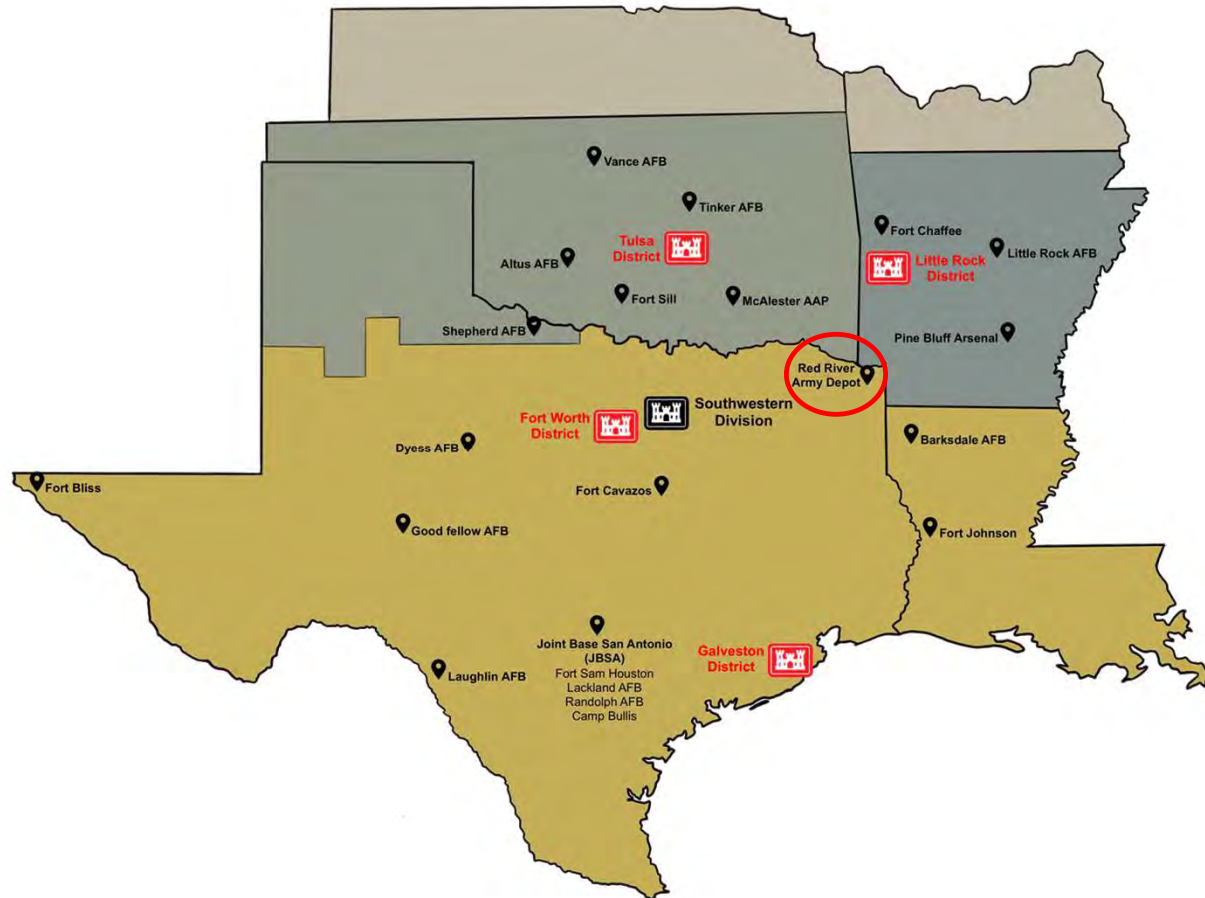 Vance AFB
Tinker AFB
Tulsa
District
Altus AFB
Fort Sill
McAlester AAP
Shepherd AFB
Fort Chaffee
Little Rock AFB
Little Rock
District
Pine Bluff Arsenal
Red River
Army Depot
Fort Worth
District
Southwestern
Division
Dyess AFB
Barksdale AFB
Fort Bliss
Fort Cavazos
Good fellow AFB
Fort Johnson
Joint Base San Antonio
(JBSA)
Fort Sam Houston
Lackland AFB
Randolph AFB
Camp Bullis
Laughlin AFB
Galveston
District